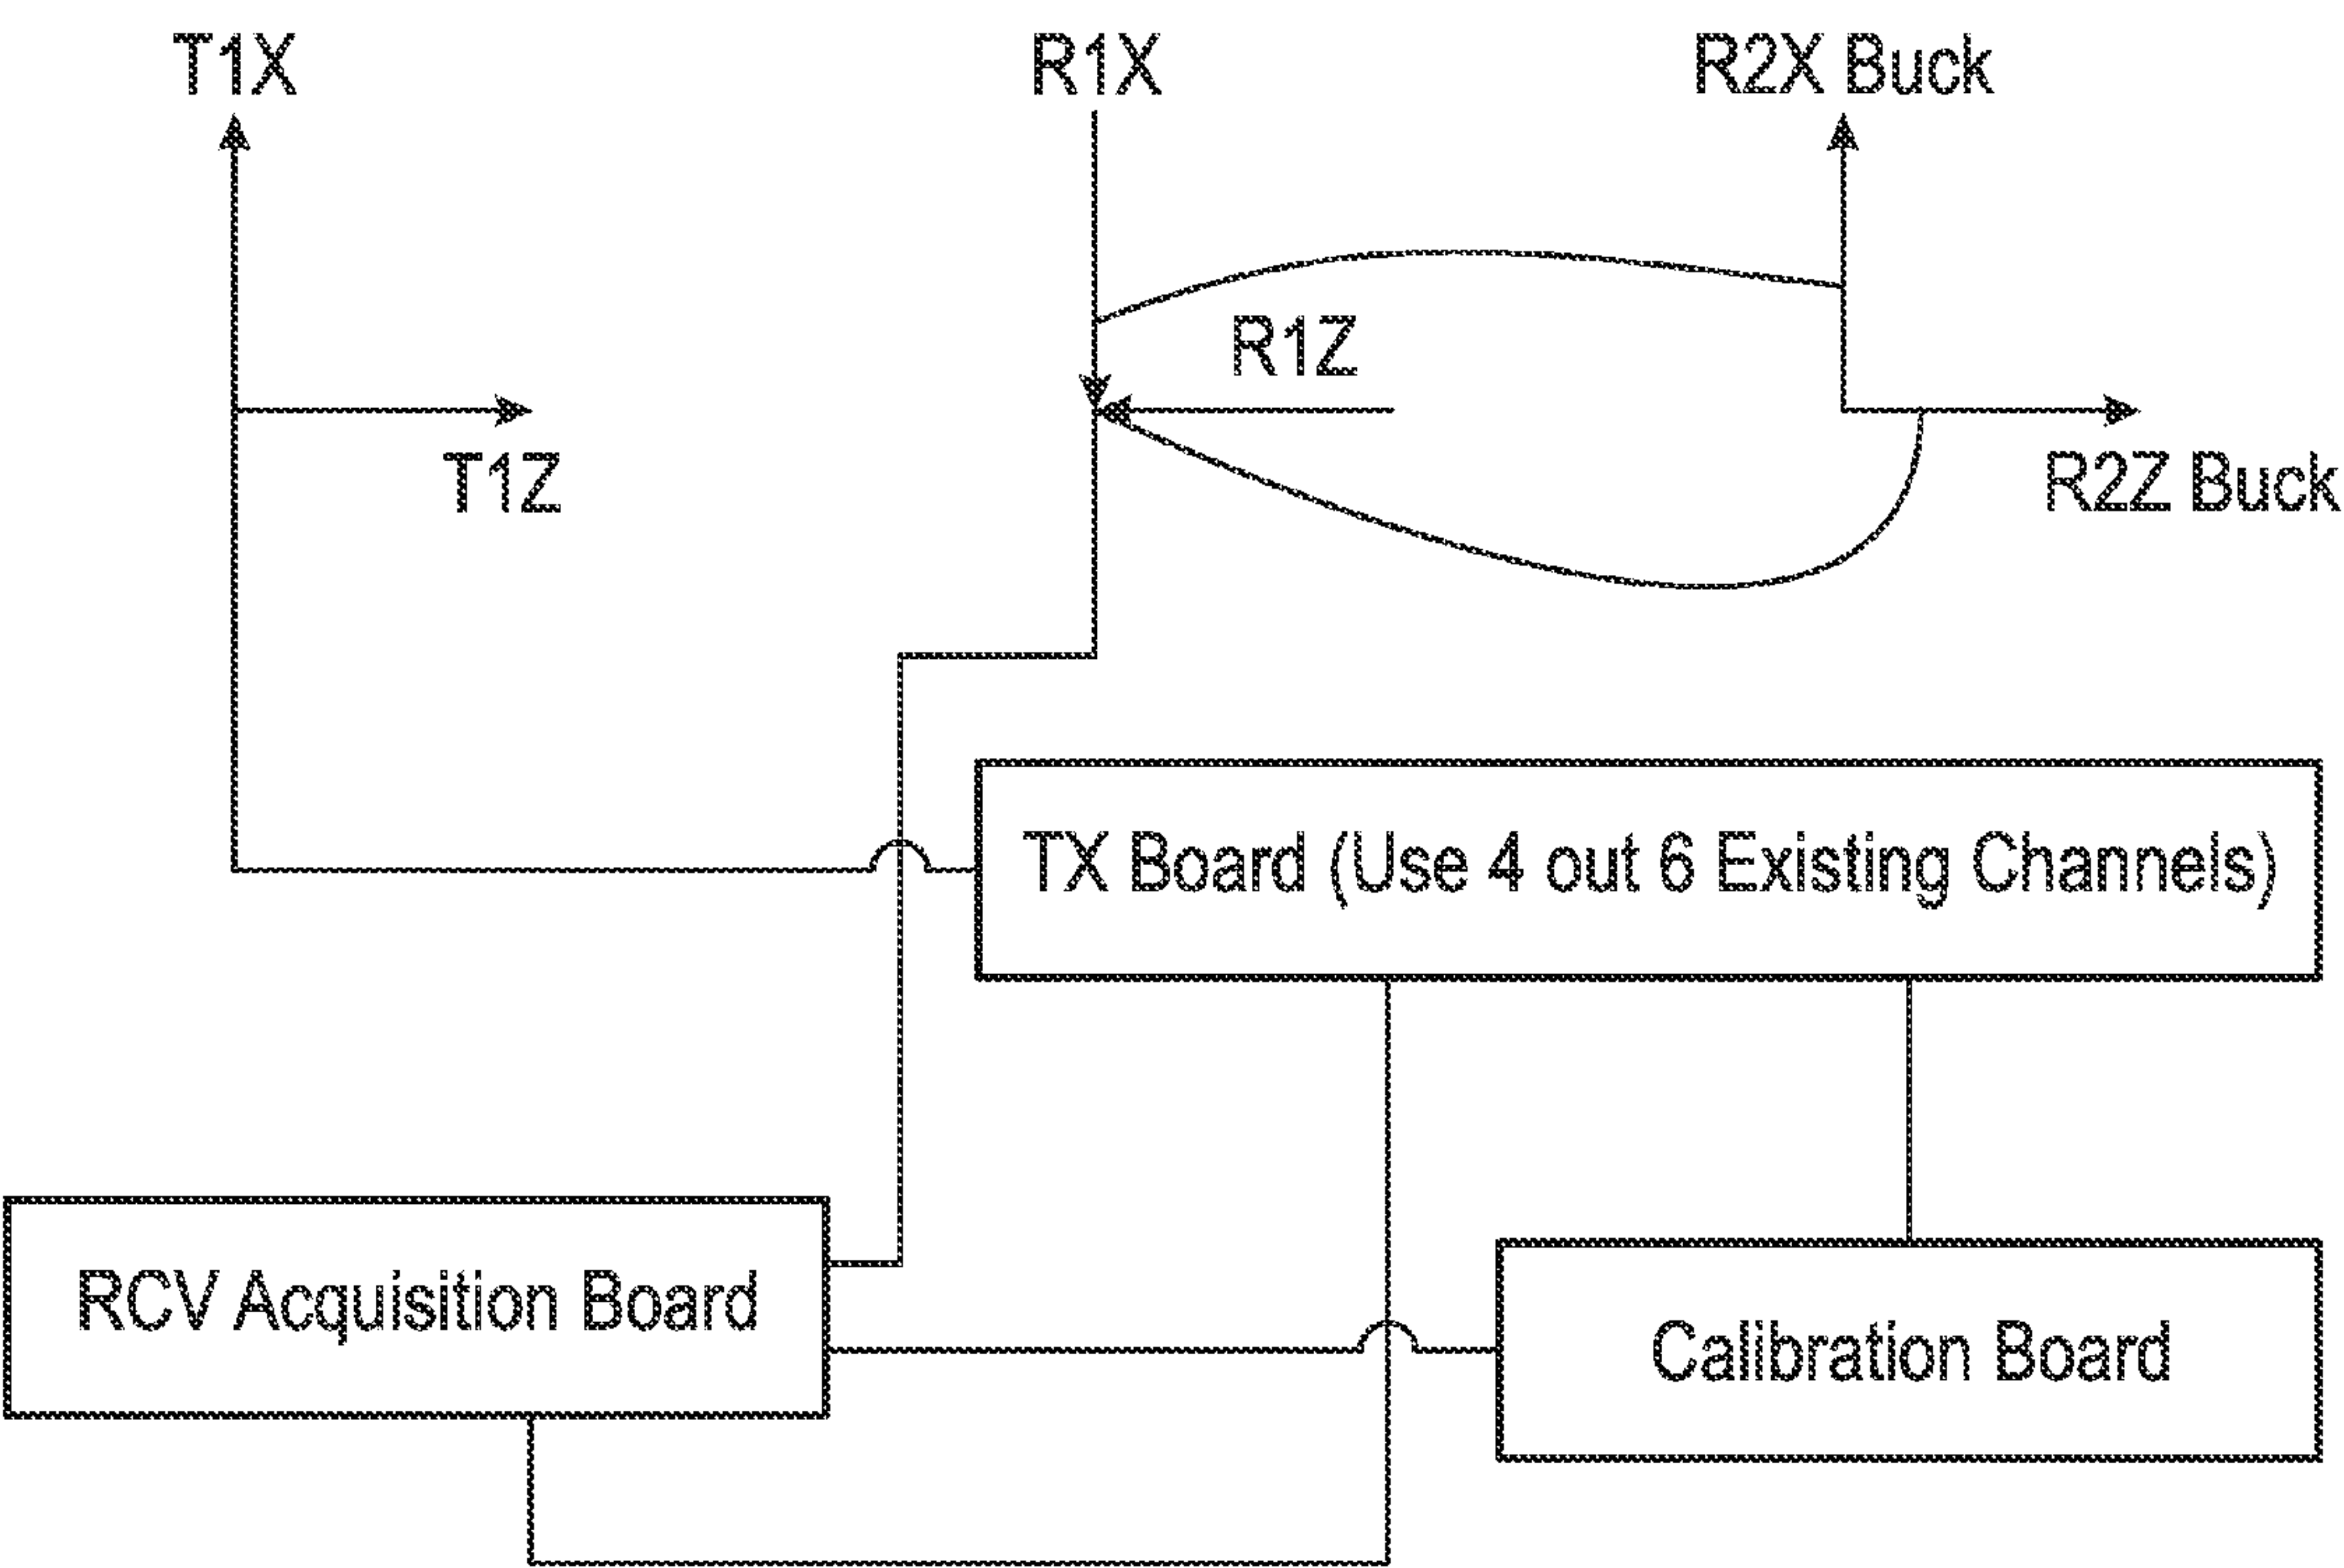 T1X
R1X
R2X Buck
R1Z
T1Z
R2Z Buck
TX Board (Use 4 out 6 Existing Channels)
RCV Acquisition Board
Calibration Board